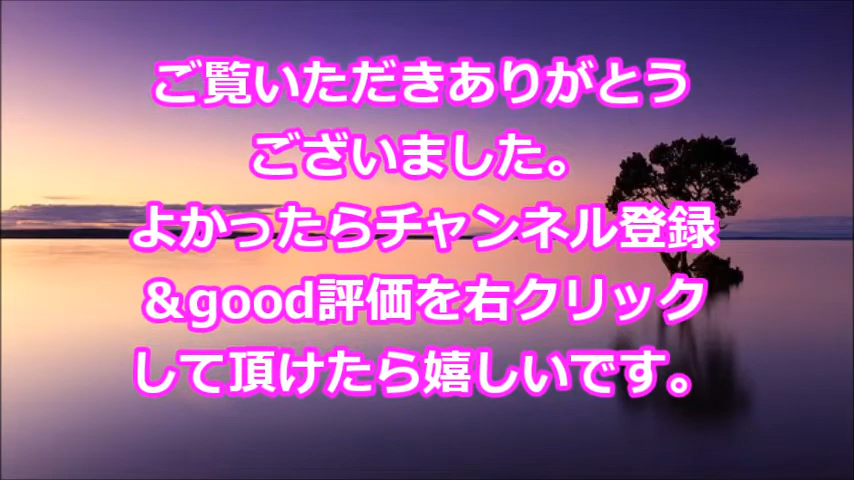 ご覧いただきありがとう
ございました。
よかったらチャンネル登録
＆good評価を右クリック
して頂けたら嬉しいです。